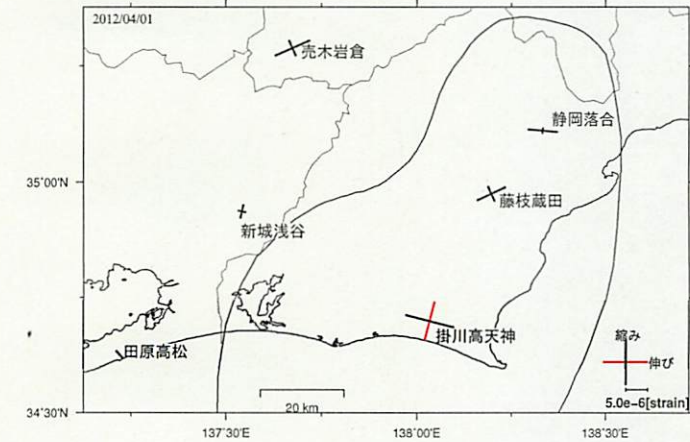 2012/04/01
売木岩倉
静岡落合
35°00'N
藤枝蔵田
新城浅谷
掛川高天神
縮み
田原高松
伸び
5.0e-6[strain]
20 km
34°30'N
137°30'E
138°00'E
138°30'E